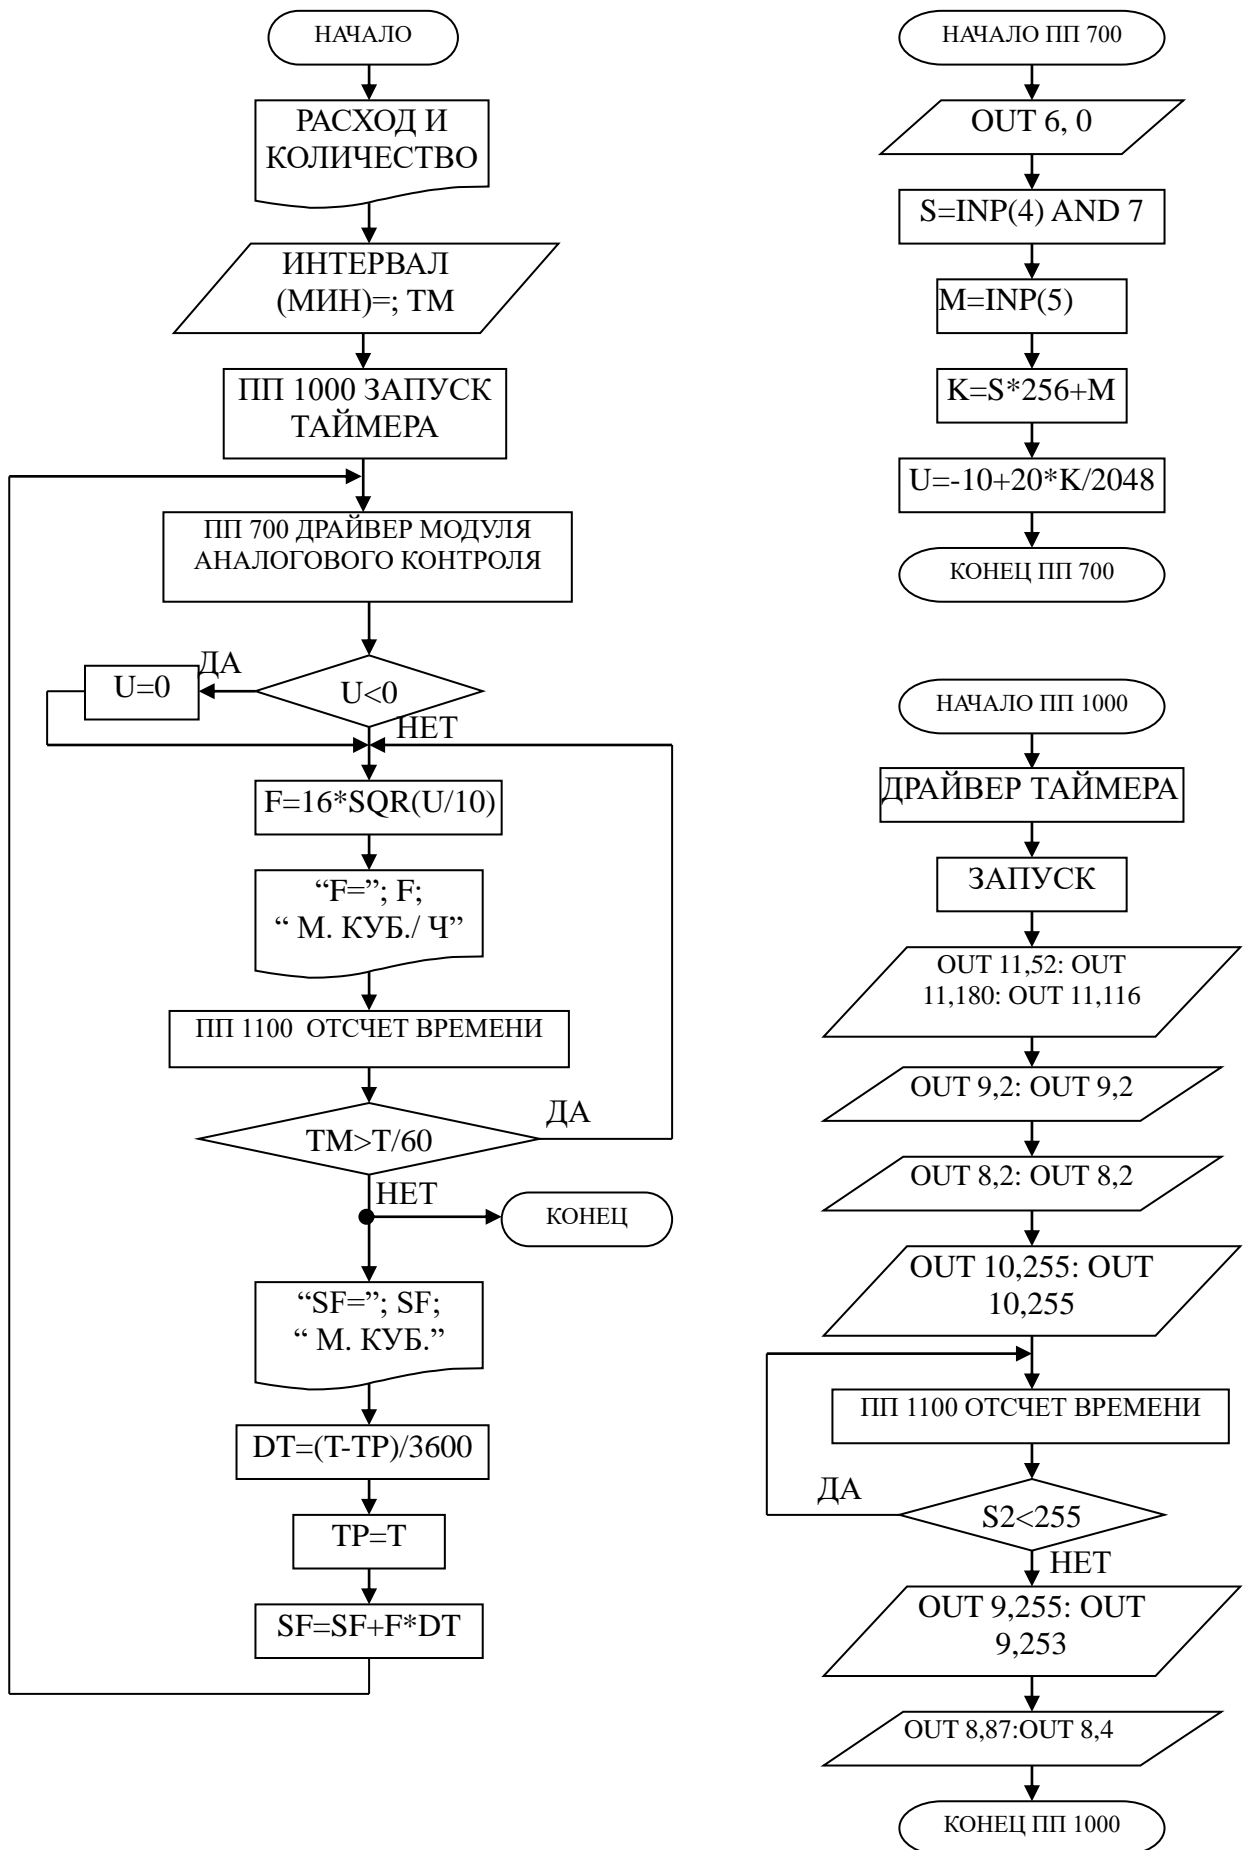 НАЧАЛО
РАСХОД И
КОЛИЧЕСТВО
ИНТЕРВАЛ
(МИН)=; TM
ПП 1000 ЗАПУСК
ТАЙМЕРА
ПП 700 ДРАЙВЕР МОДУЛЯ
АНАЛОГОВОГО КОНТРОЛЯ
U<0
ДА
U=0
НЕТ
F=16*SQR(U/10)
“F=”; F;
“ М. КУБ./ Ч”
ПП 1100 ОТСЧЕТ ВРЕМЕНИ
TM>T/60
ДА
НЕТ
КОНЕЦ
“SF=”; SF;
“ М. КУБ.”
DT=(T-TP)/3600
TP=T
SF=SF+F*DT
НАЧАЛО ПП 700
OUT 6, 0
S=INP(4) AND 7
M=INP(5)
K=S*256+M
U=-10+20*K/2048
КОНЕЦ ПП 700
НАЧАЛО ПП 1000
ДРАЙВЕР ТАЙМЕРА
ЗАПУСК
OUT 11,52: OUT
11,180: OUT 11,116
OUT 9,2: OUT 9,2
OUT 8,2: OUT 8,2
OUT 10,255: OUT
10,255
ПП 1100 ОТСЧЕТ ВРЕМЕНИ
ДА
S2<255
НЕТ
OUT 9,255: OUT
9,253
OUT 8,87:OUT 8,4
КОНЕЦ ПП 1000